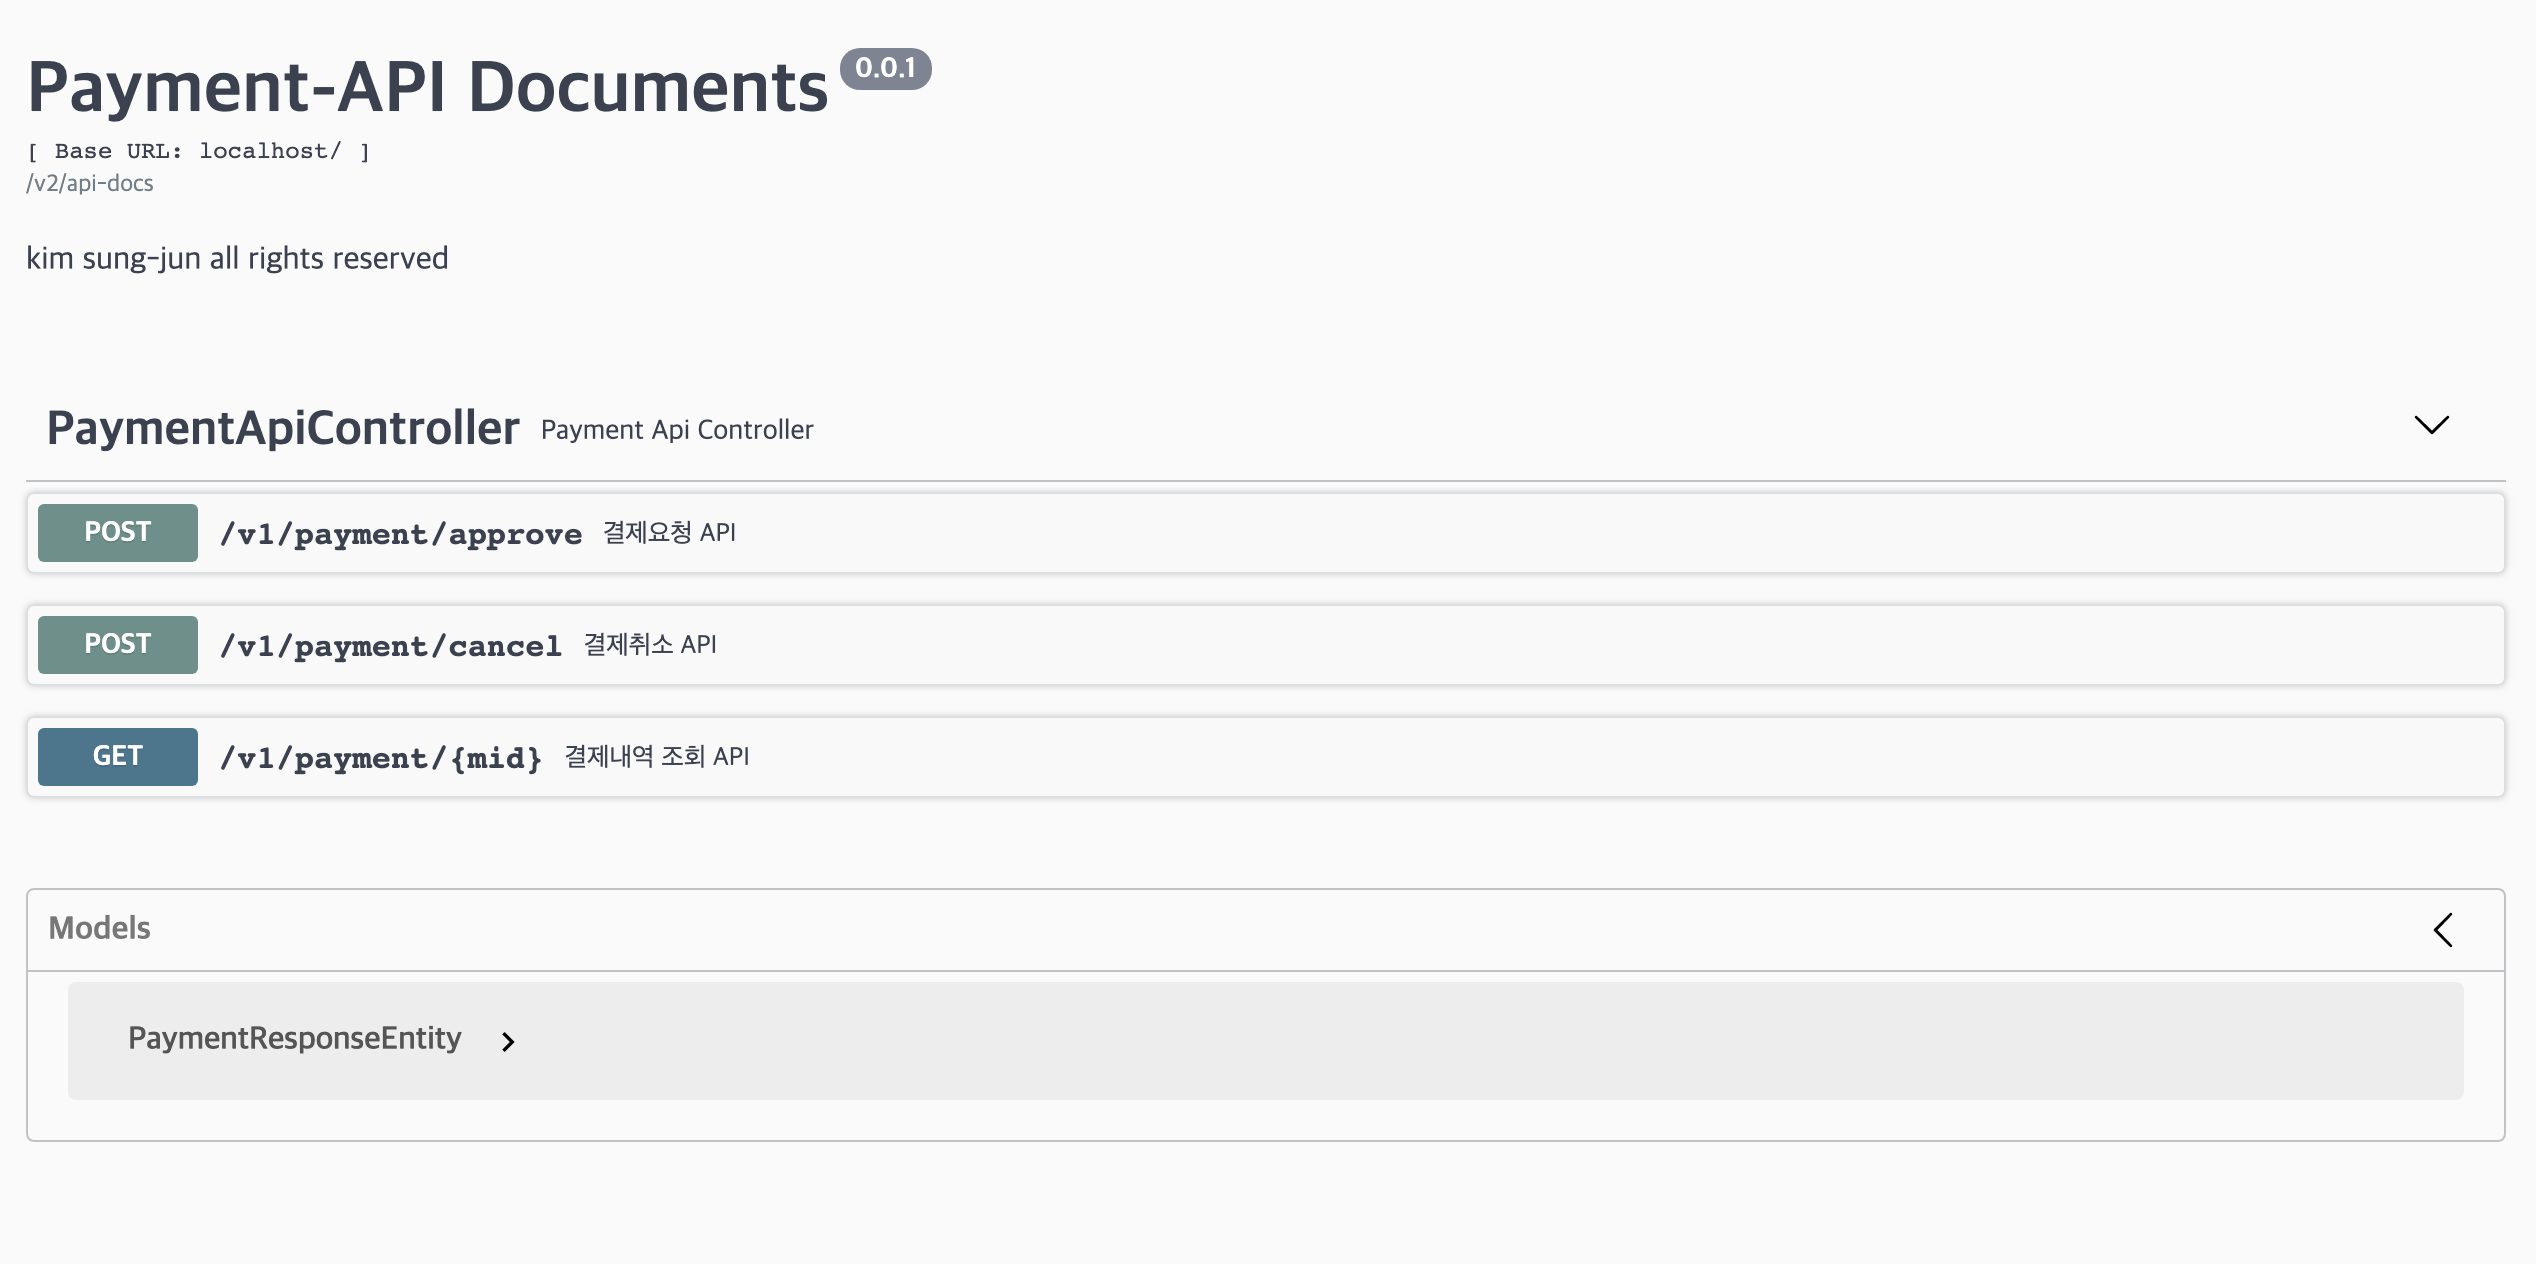 Payment-API Documents 0.0.1
[ Base URL: localhost/ ]
/v2/api-docs
kim sung-jun all rights reserved
PaymentApiController Payment Api Controller
POST /v1/payment/approve 결제요청 API
POST /v1/payment/cancel 결제취소 API
GET /v1/payment/{mid} 결제내역 조회 API
Models
PaymentResponseEntity